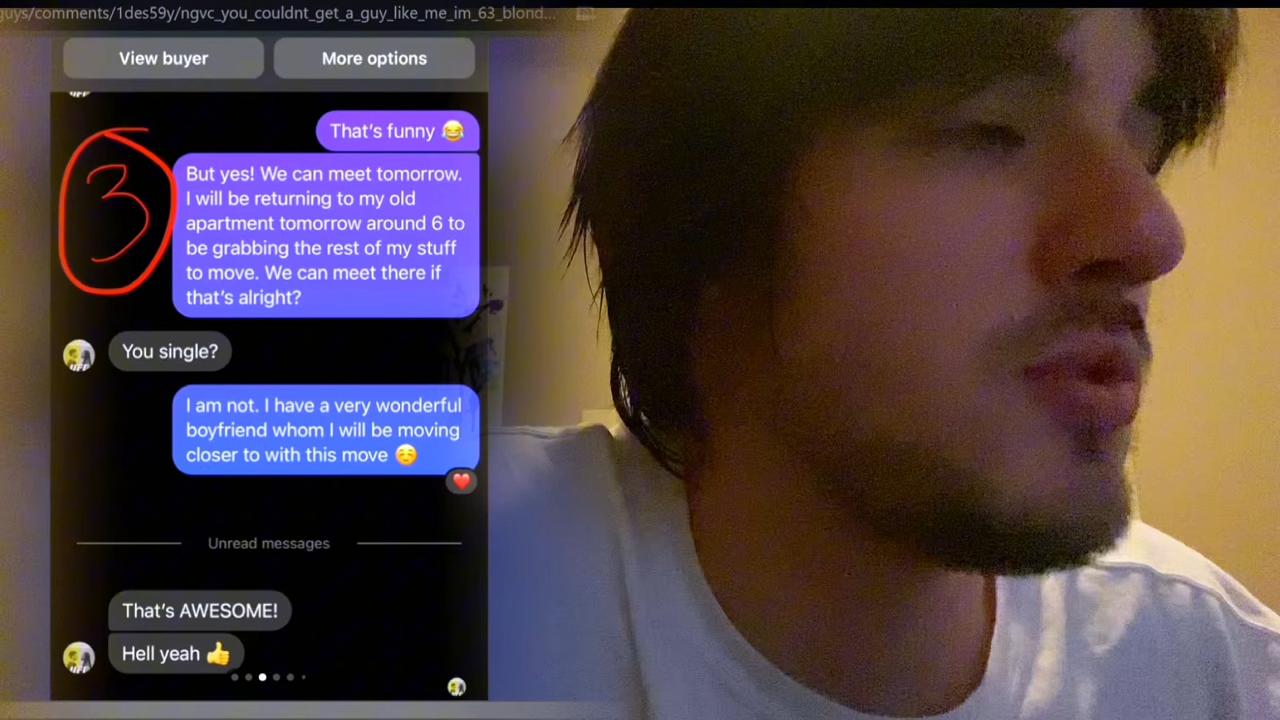 guys/comments/1des59y/ngvc_you_couldnt_get_a_guy_like_me_im_63_blond...
View buyer
More options
That's funny 😂
3
But yes! We can meet tomorrow.
I will be returning to my old
apartment tomorrow around 6 to
be grabbing the rest of my stuff
to move. We can meet there if
that's alright?
You single?
I am not. I have a very wonderful
boyfriend whom I will be moving
closer to with this move ☺️
Unread messages
That's AWESOME!
Hell yeah 👍